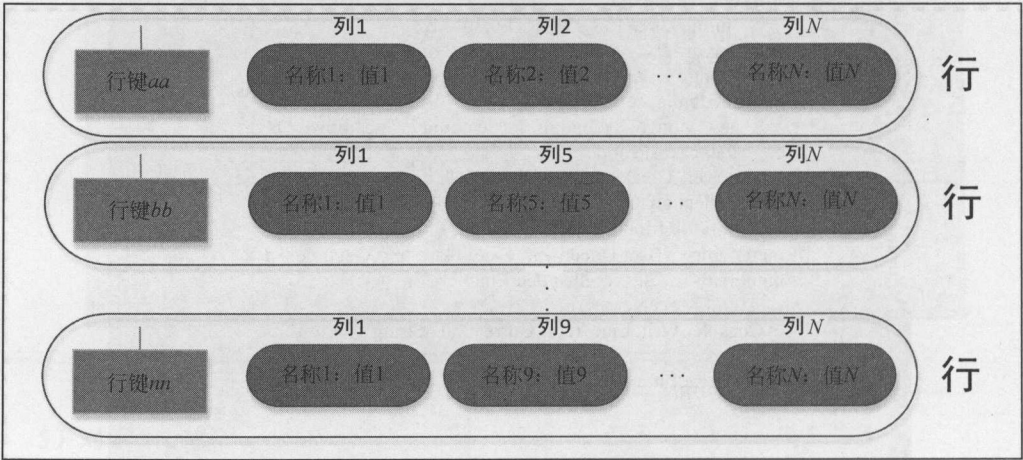 列1 列2 列N
行键aa 名称1：值1 名称2：值2 ... 名称N：值N 行
列1 列5 列N
行键bb 名称1：值1 名称5：值5 ... 名称N：值N 行
列1 列9 列N
行键nn 名称1：值1 名称9：值9 ... 名称N：值N 行